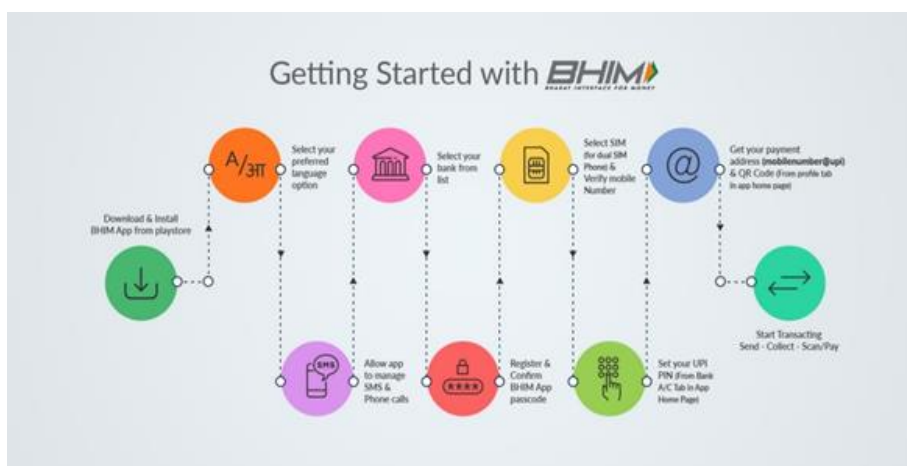 Getting Started with BHIM
BHARAT INTERFACE FOR MONEY
Download & Install
BHIM App from playstore
A/आ
Select your
preferred
language
option
SMS
Allow app
to manage
SMS &
Phone calls
Select your
bank from
list
****
Register &
Confirm
BHIM App
passcode
Select SIM
(for dual SIM
Phone) &
Verify mobile
Number
Set your UPI
PIN (From Bank
A/C Tab in App
Home Page)
@
Get your payment
address (mobilenumber@upi)
& QR Code (From profile tab
in app home page)
Start Transacting
Send - Collect - Scan/Pay